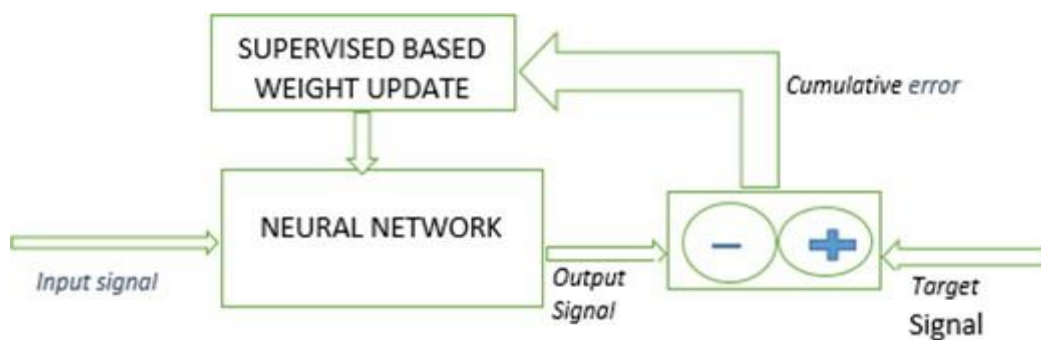 SUPERVISED BASED
WEIGHT UPDATE
Cumulative error
NEURAL NETWORK
Input signal
Output
Signal
Target
Signal